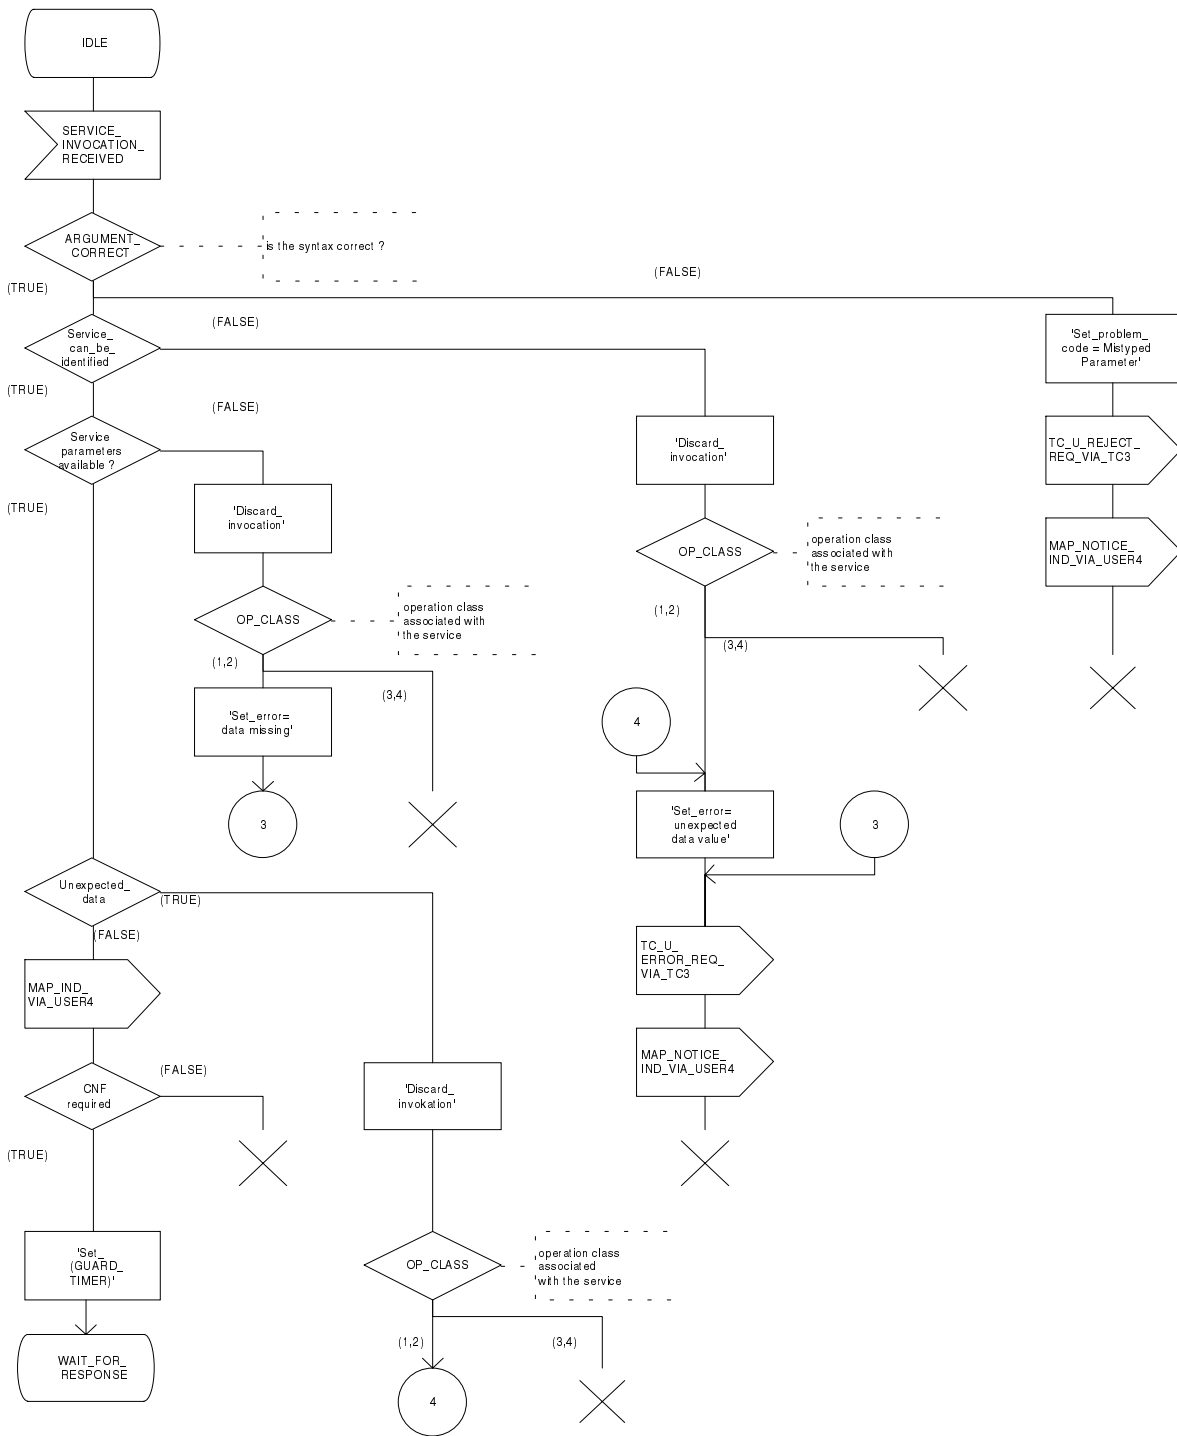 IDLE
SERVICE_
INVOCATION_
RECEIVED
ARGUMENT_
CORRECT
is the syntax correct ?
(TRUE)
(FALSE)
Service_
can_be_
identified
(FALSE)
'Set_problem_
code = Mistyped
Parameter'
(TRUE)
(FALSE)
Service
parameters
available ?
'Discard_
invocation'
TC_U_REJECT_
REQ_VIA_TC3
(TRUE)
'Discard_
invocation'
OP_CLASS
operation class
associated with
the service
MAP_NOTICE_
IND_VIA_USER4
OP_CLASS
operation class
associated with
the service
(1,2)
(3,4)
(1,2)
(3,4)
'Set_error=
data missing'
4
3
'Set_error=
unexpected
data value'
3
Unexpected_
data
(TRUE)
(FALSE)
TC_U_
ERROR_REQ_
VIA_TC3
MAP_IND_
VIA_USER4
MAP_NOTICE_
IND_VIA_USER4
CNF
required
(FALSE)
'Discard_
invokation'
(TRUE)
'Set_
(GUARD_
TIMER)'
OP_CLASS
operation class
associated
with the service
(1,2)
(3,4)
WAIT_FOR_
RESPONSE
4